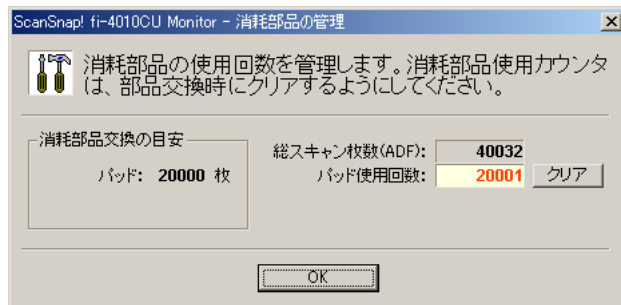 ScanSnap! fi-4010CU Monitor - 消耗部品の管理
消耗部品の使用回数を管理します。消耗部品使用カウンタ
は、部品交換時にクリアするようにしてください。
消耗部品交換の目安
パッド: 20000 枚
総スキャン枚数(ADF): 40032
パッド使用回数: 20001 クリア
OK